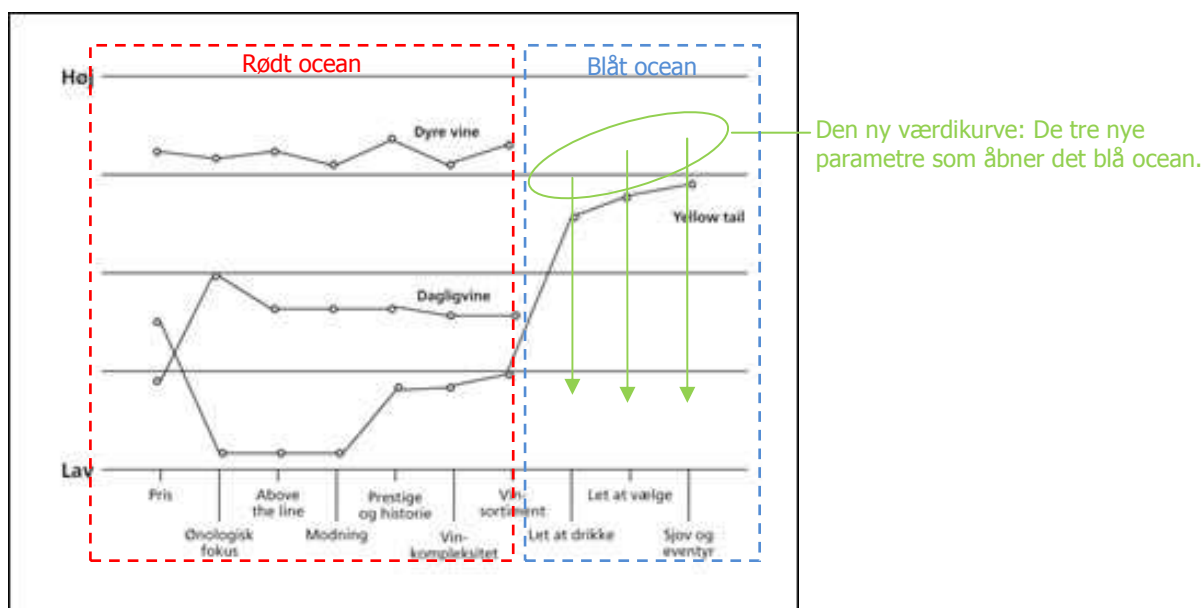 Rødt ocean
Blåt ocean
Høj
Dyre vine
Den ny værdikurve: De tre nye
parametre som åbner det blå ocean.
Yellow tail
Dagligvine
Lav
Pris
Ønologisk
fokus
Above
the line
Modning
Prestige
og historie
Vin-
kompleksitet
Vin-
sortiment
Let at drikke
Let at vælge
Sjov og
eventyr